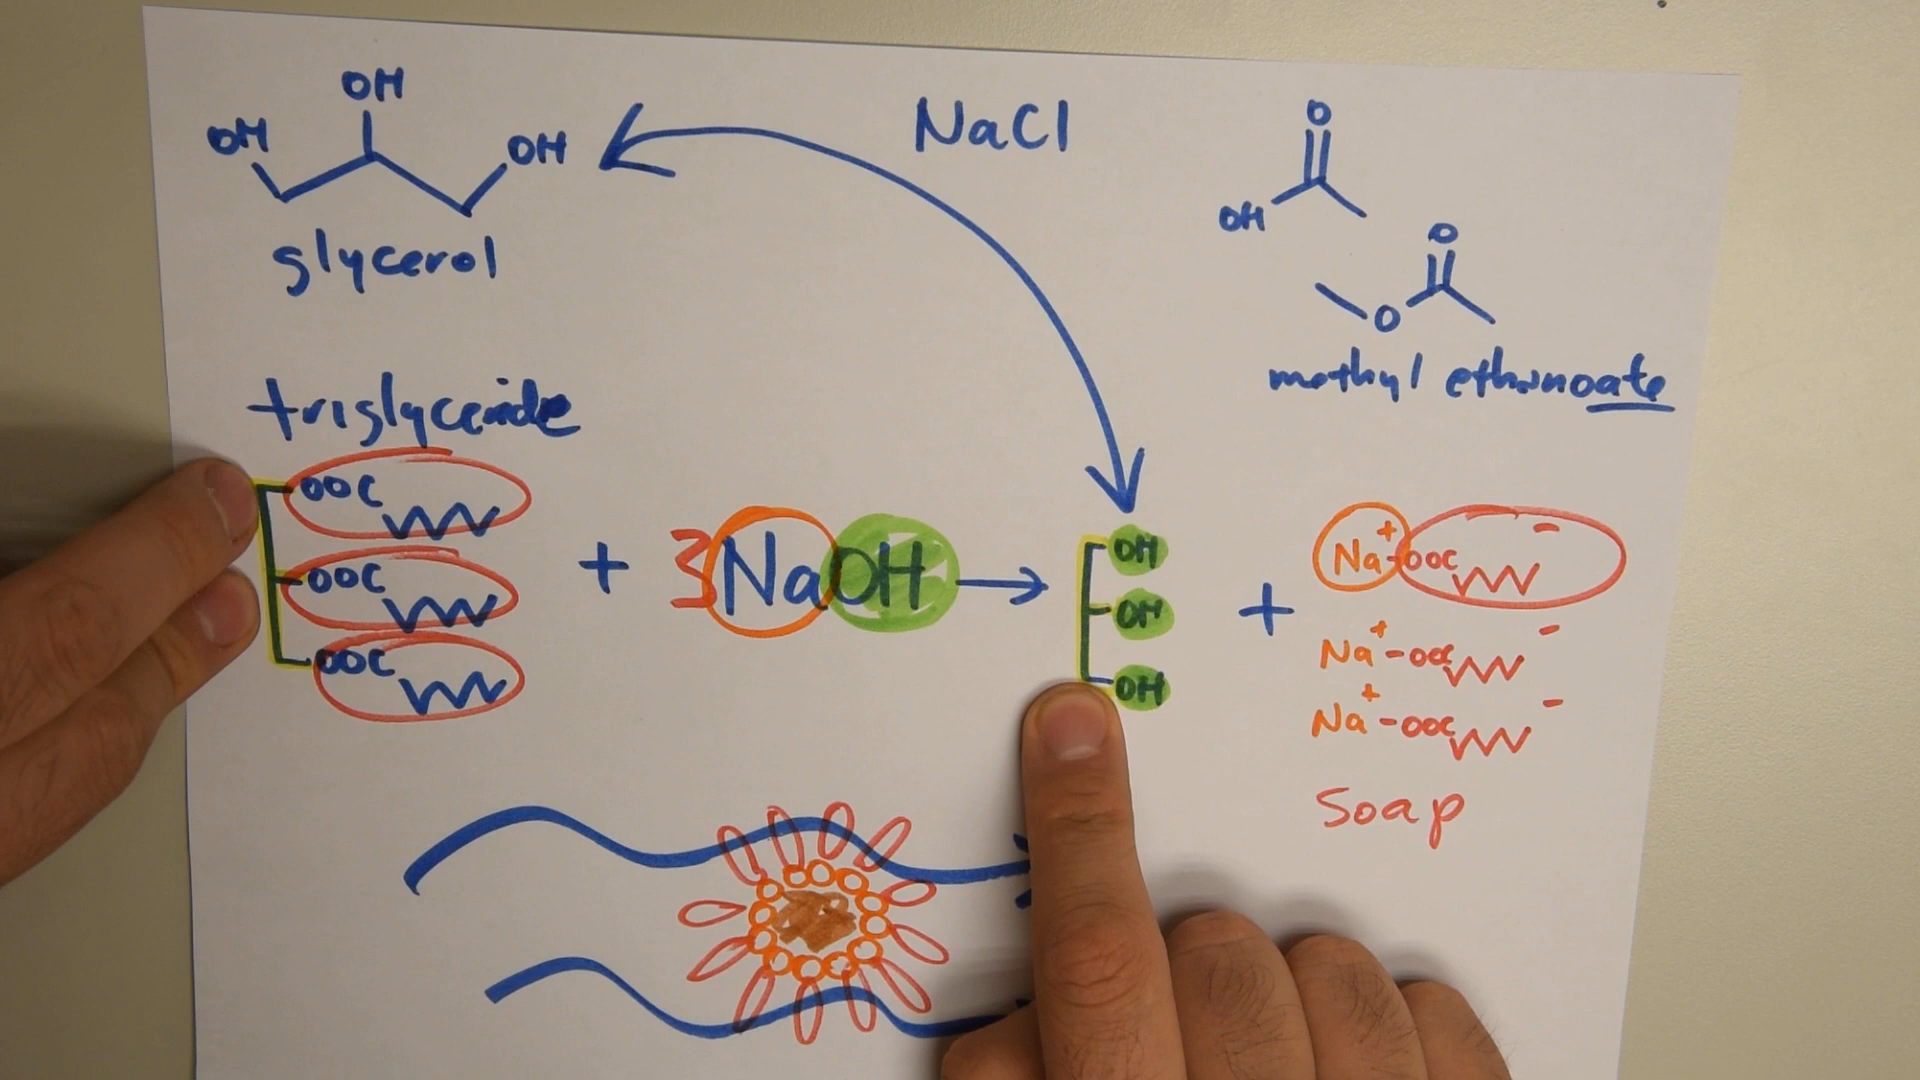 OH
OH
OH
glycerol
NaCl
O
OH
O
O
methyl ethanoate
triglyceride
OOC
OOC
OOC
+
3NaOH
OH
OH
OH
+
Na+-OOC -
Na+-OOC -
Na+-OOC -
Soap